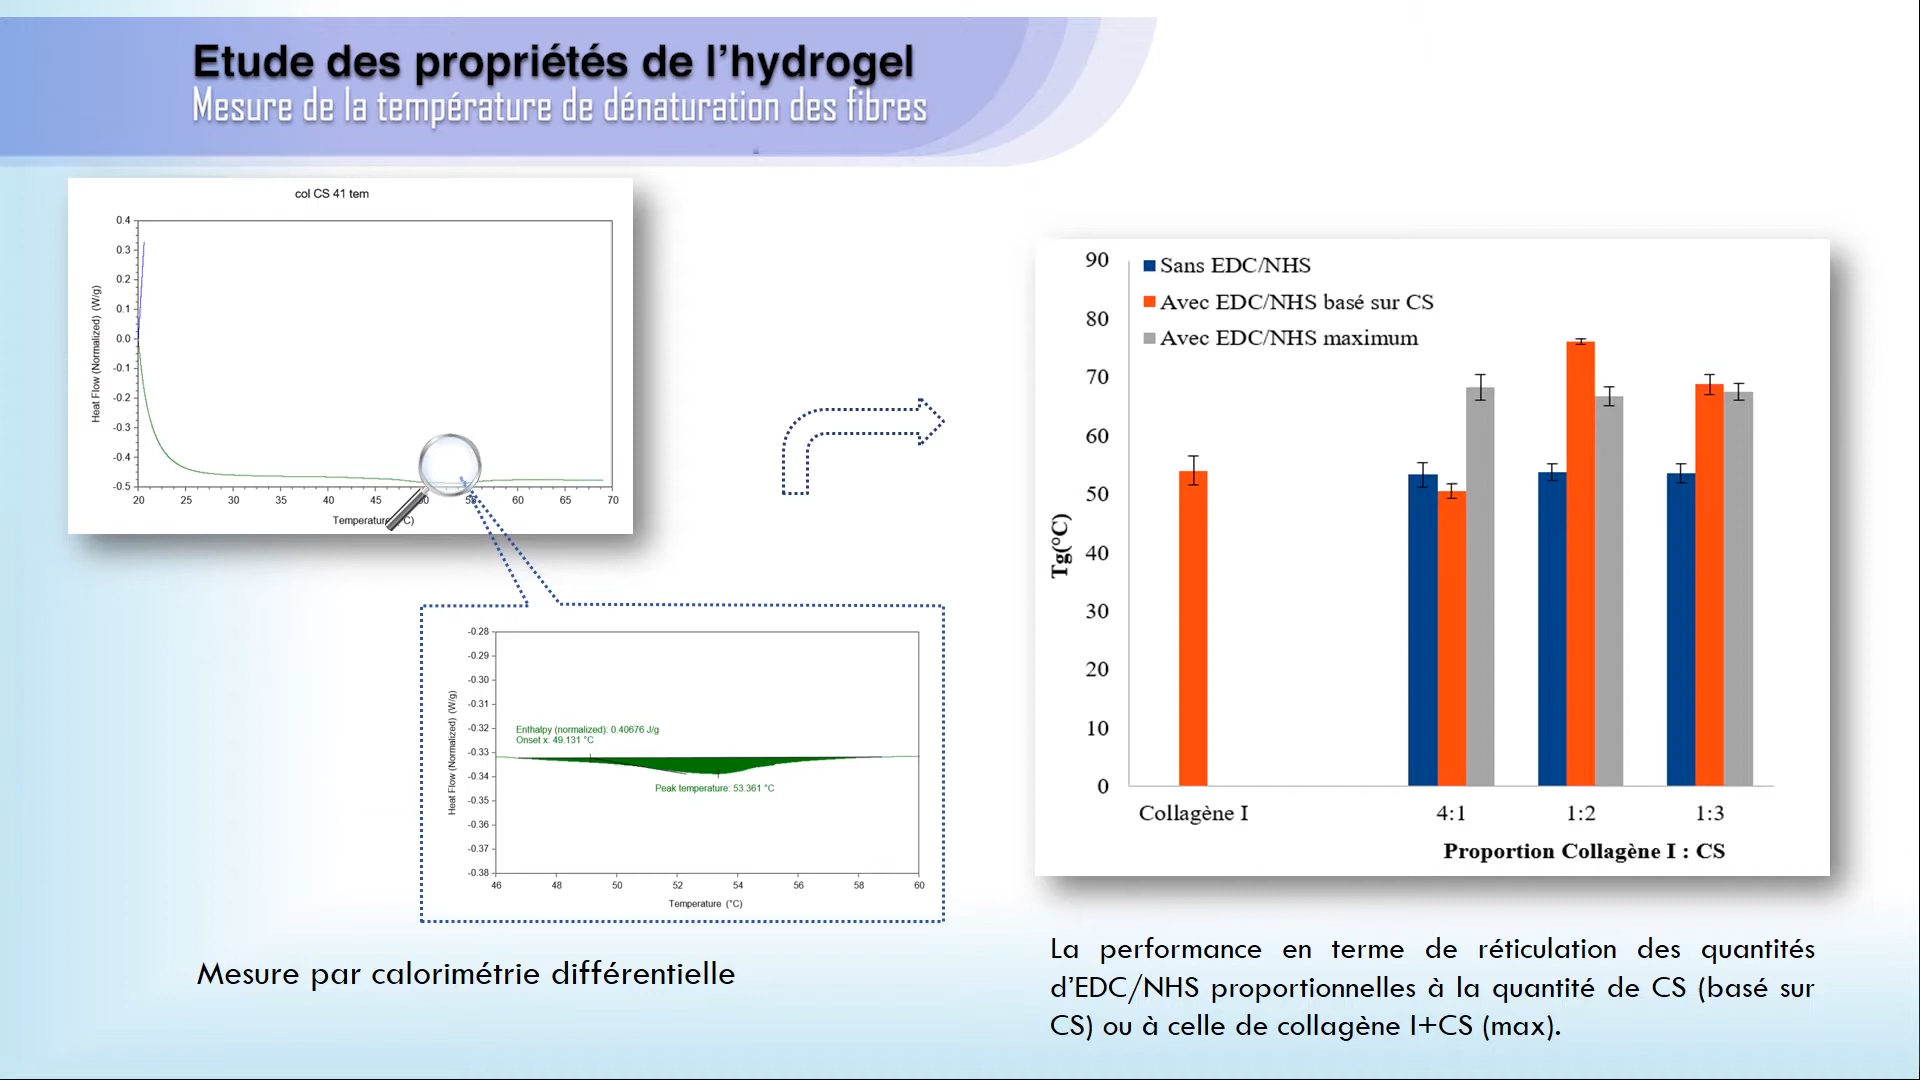 Etude des propriétés de l’hydrogel
Mesure de la température de dénaturation des fibres
col CS 41 tem
Heat Flow (Normalized) (W/g)
0.4
0.3
0.2
0.1
0.0
-0.1
-0.2
-0.3
-0.4
-0.5
20 25 30 35 40 45 60 65 70
-0.28
-0.29
-0.30
-0.31
-0.32
-0.33
-0.34
-0.35
-0.36
-0.37
-0.38
Heat Flow (Normalized) (W/g)
Enthalpy (normalized): 0.40676 J/g
Onset x: 49.131 °C
Peak temperature: 53.361 °C
46 48 50 52 54 56 58 60
Temperature (°C)
Mesure par calorimétrie différentielle
Sans EDC/NHS
Avec EDC/NHS basé sur CS
Avec EDC/NHS maximum
Tg(°C)
90
80
70
60
50
40
30
20
10
0
Collagène I 4:1 1:2 1:3
Proportion Collagène I : CS
La performance en terme de réticulation des quantités
d’EDC/NHS proportionnelles à la quantité de CS (basé sur
CS) ou à celle de collagène I+CS (max).